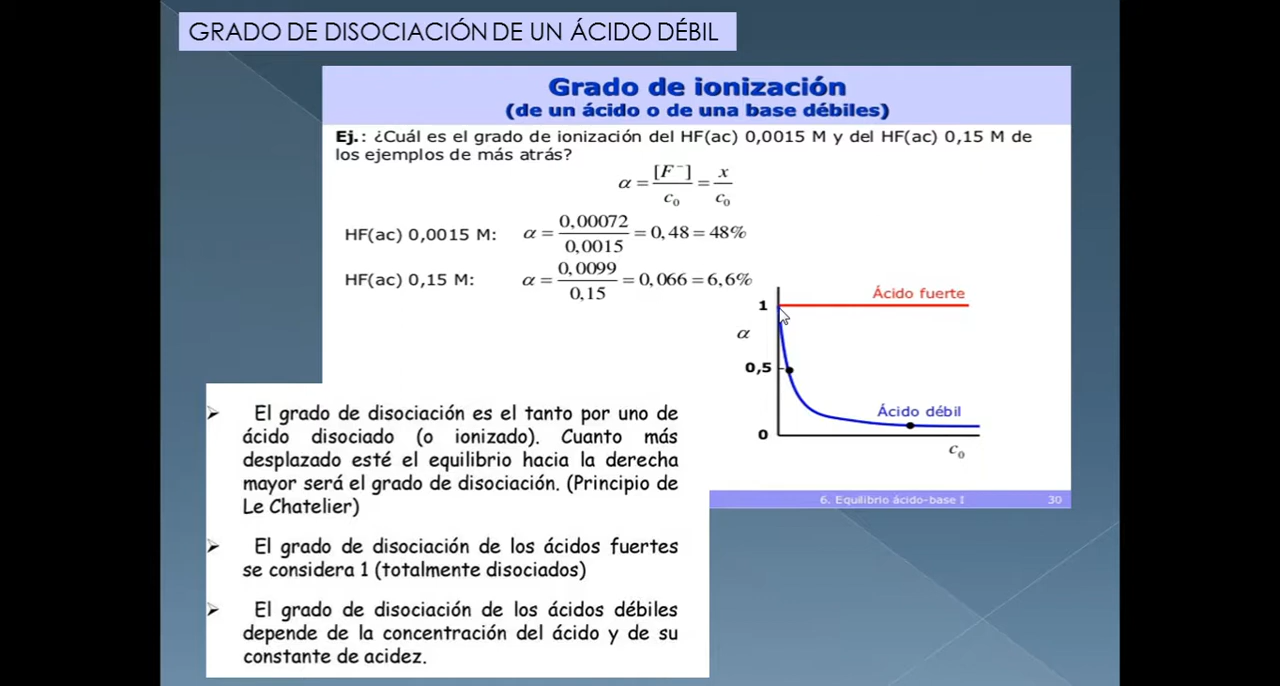 GRADO DE DISOCIACIÓN DE UN ÁCIDO DÉBIL
Grado de ionización
(de un ácido o de una base débiles)
Ej.: ¿Cuál es el grado de ionización del HF(ac) 0,0015 M y del HF(ac) 0,15 M de
los ejemplos de más atrás?
α = [F⁻]/c₀ = x/c₀
HF(ac) 0,0015 M: α = 0,00072/0,0015 = 0,48 = 48%
HF(ac) 0,15 M: α = 0,0099/0,15 = 0,066 = 6,6%
Ácido fuerte
1
α
0,5
Ácido débil
0
c₀
6. Equilibrio ácido-base I 30
➢ El grado de disociación es el tanto por uno de
ácido disociado (o ionizado). Cuanto más
desplazado esté el equilibrio hacia la derecha
mayor será el grado de disociación. (Principio de
Le Chatelier)
➢ El grado de disociación de los ácidos fuertes
se considera 1 (totalmente disociados)
➢ El grado de disociación de los ácidos débiles
depende de la concentración del ácido y de su
constante de acidez.